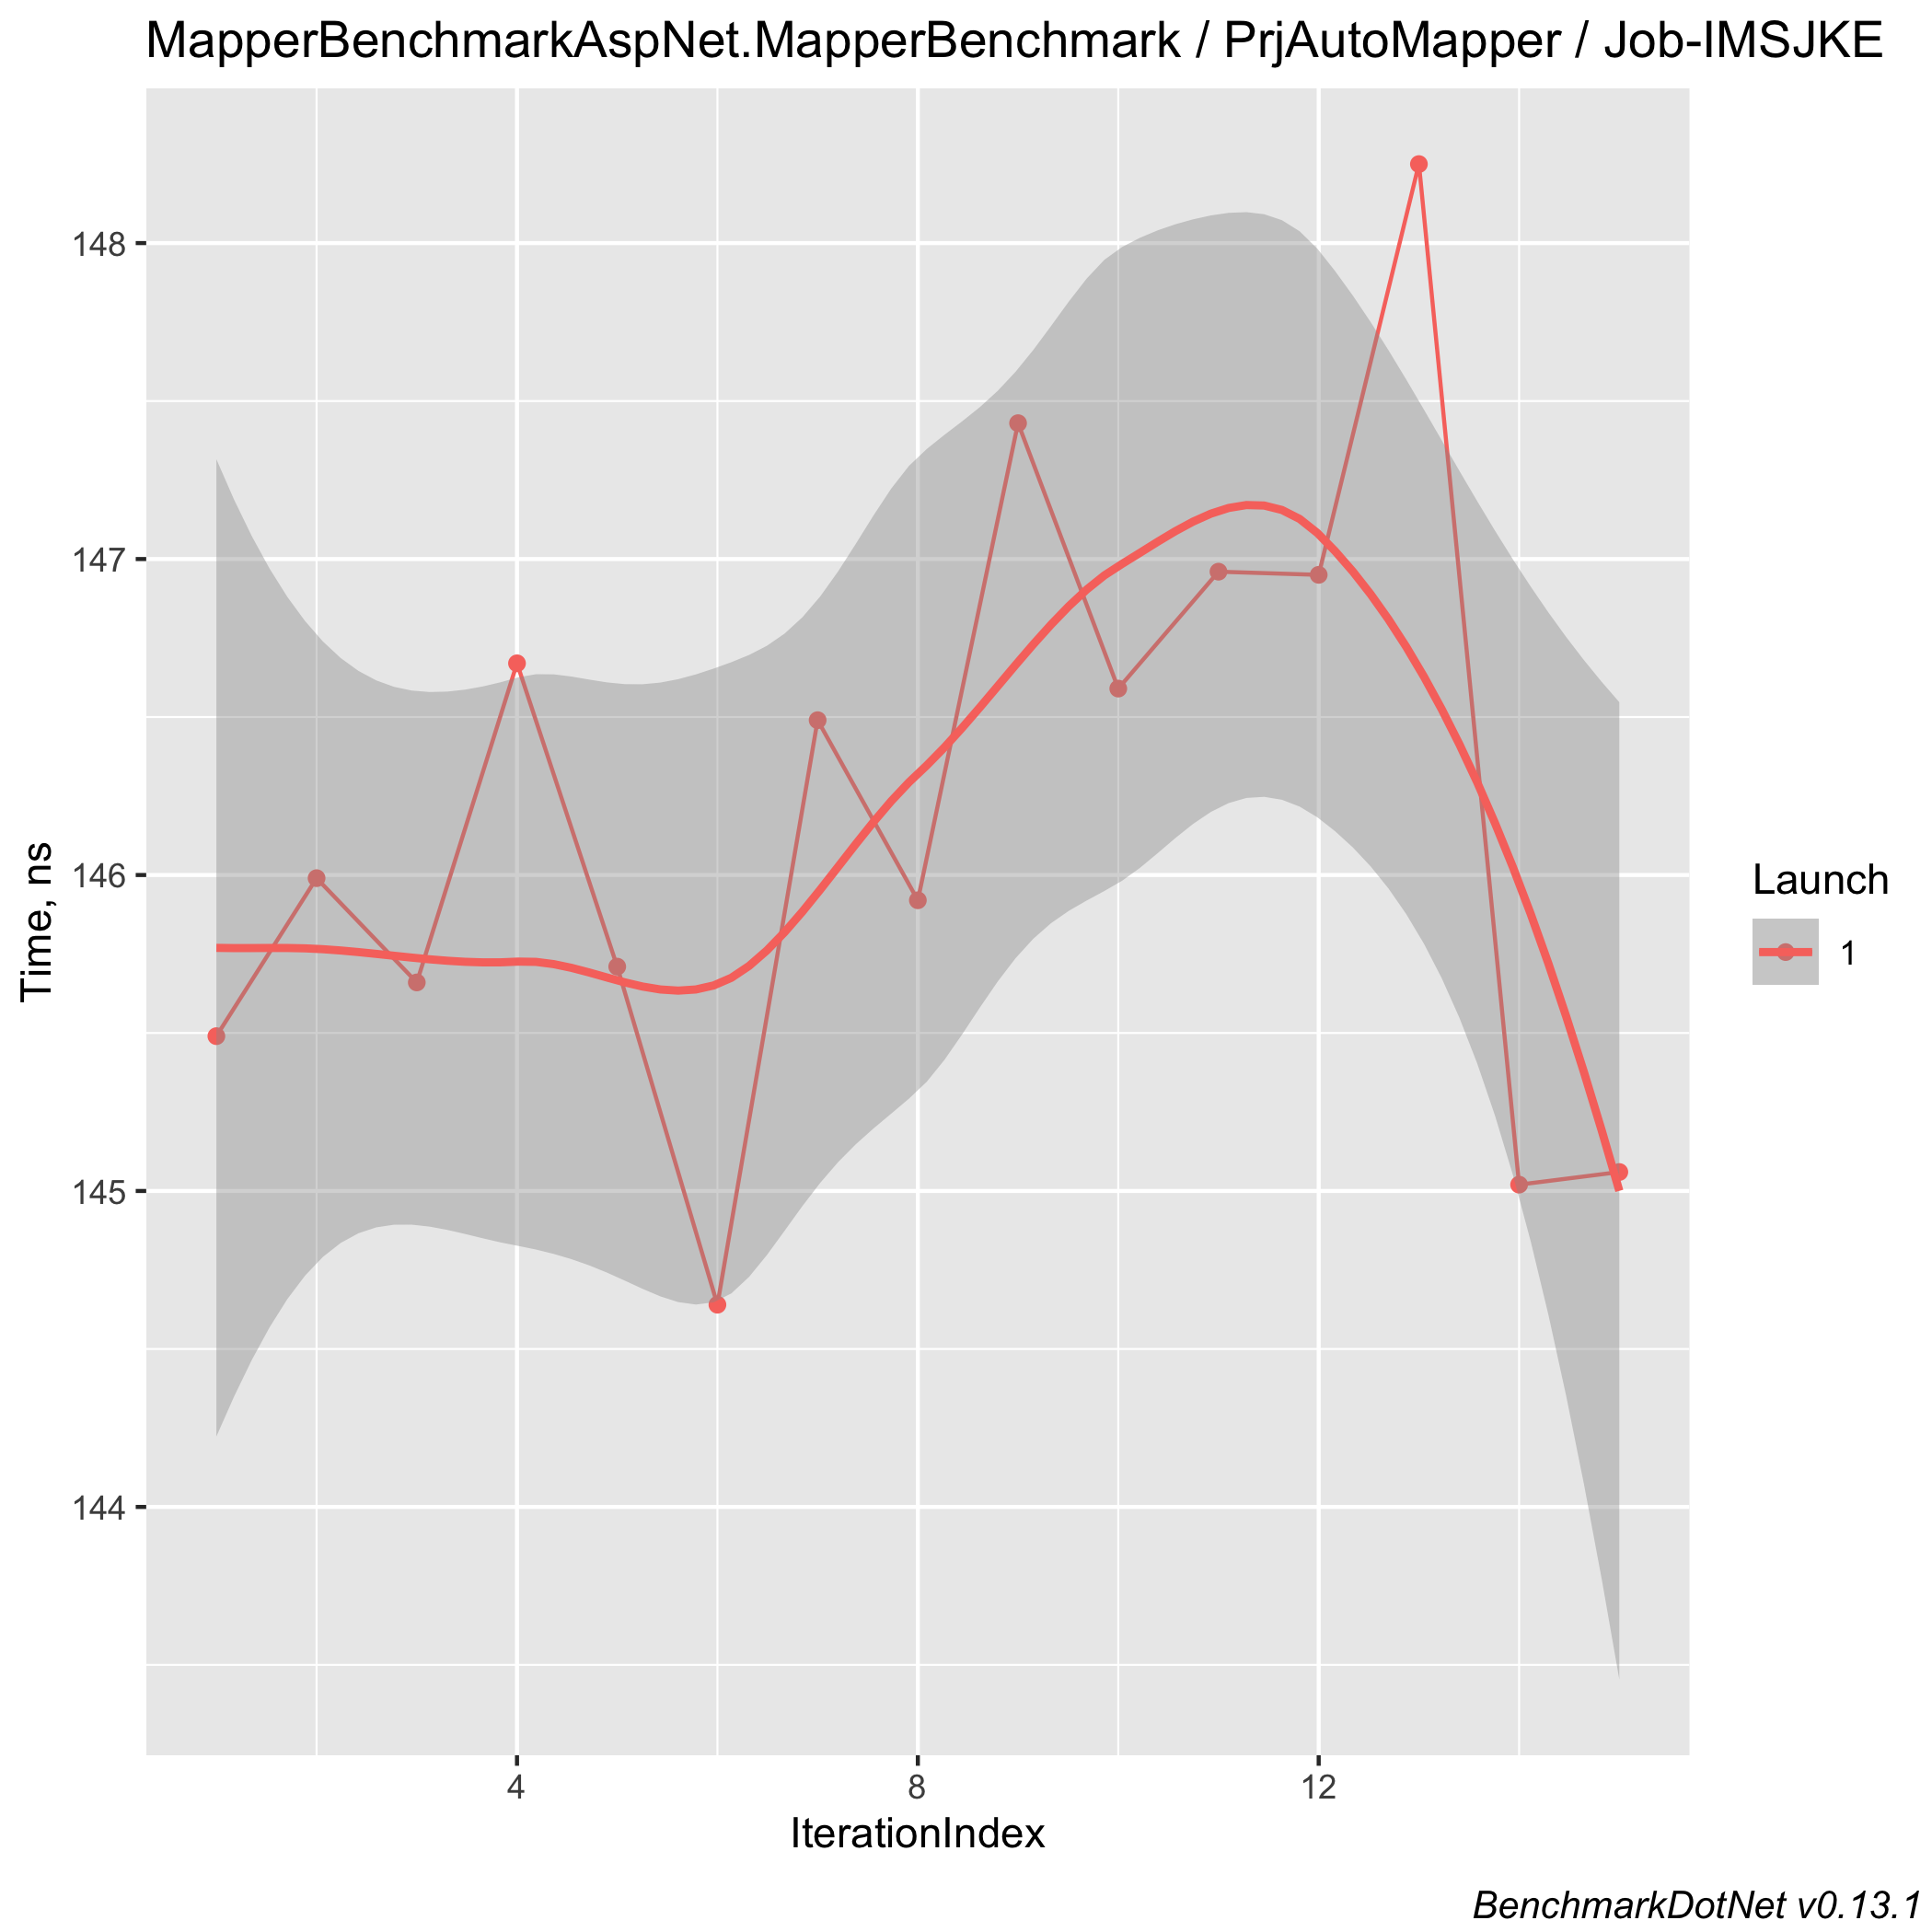 MapperBenchmarkAspNet.MapperBenchmark / PrjAutoMapper / Job-IMSJKE
148
147
146
145
144
Time, ns
4
8
12
IterationIndex
Launch
1
BenchmarkDotNet v0.13.1